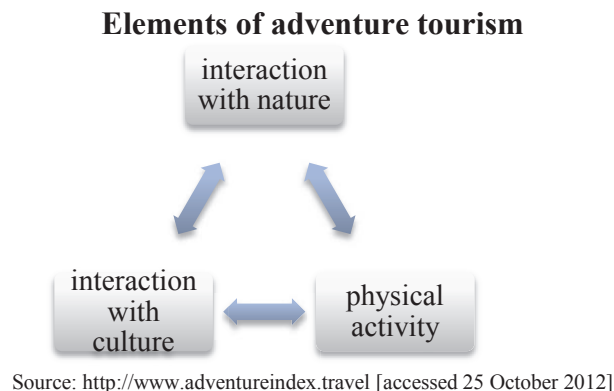 Elements of adventure tourism
interaction
with nature
interaction
with
culture
physical
activity
Source: http://www.adventureindex.travel [accessed 25 October 2012]